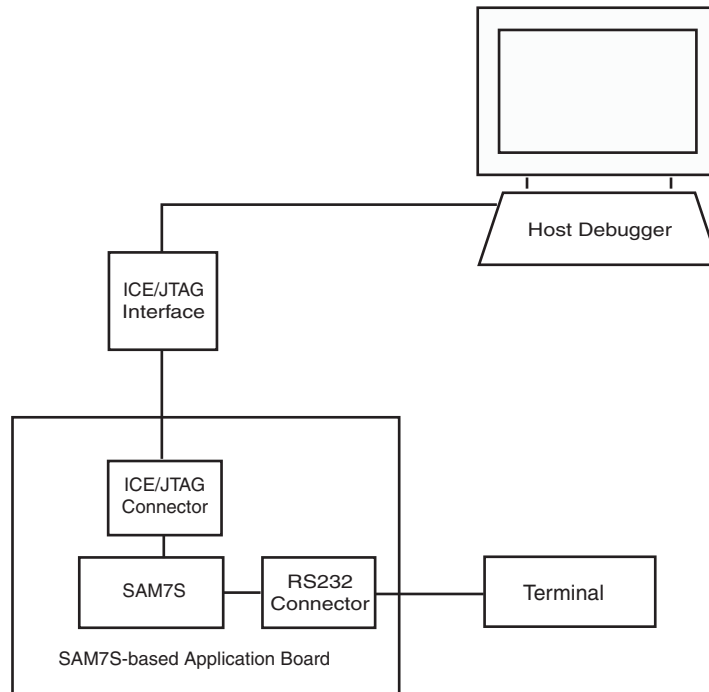 Host Debugger
ICE/JTAG
Interface
ICE/JTAG
Connector
SAM7S
RS232
Connector
Terminal
SAM7S-based Application Board